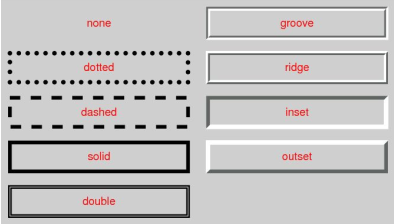 none
dotted
dashed
solid
double
groove
ridge
inset
outset